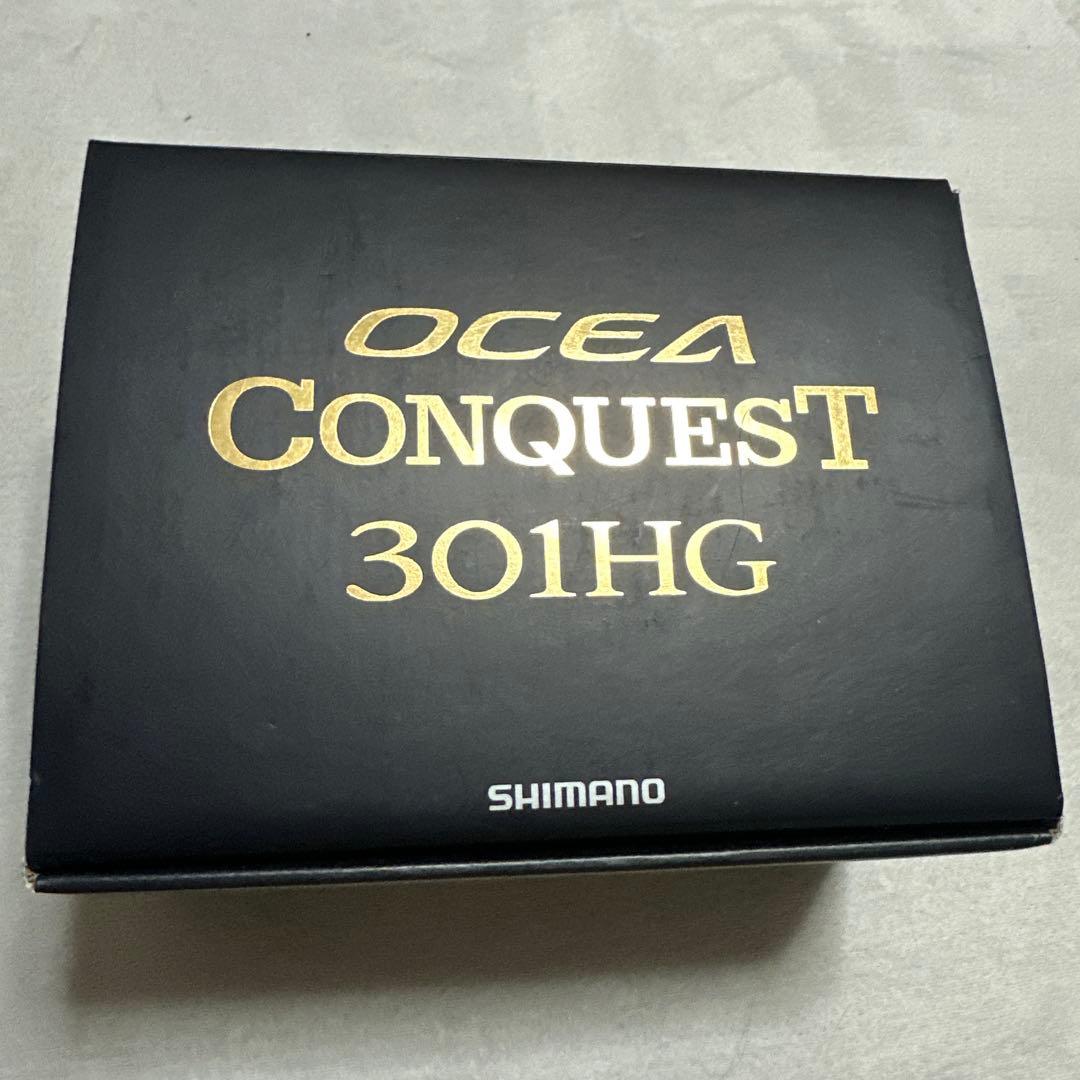 OCEA
CONQUEST
301HG
SHIMANO